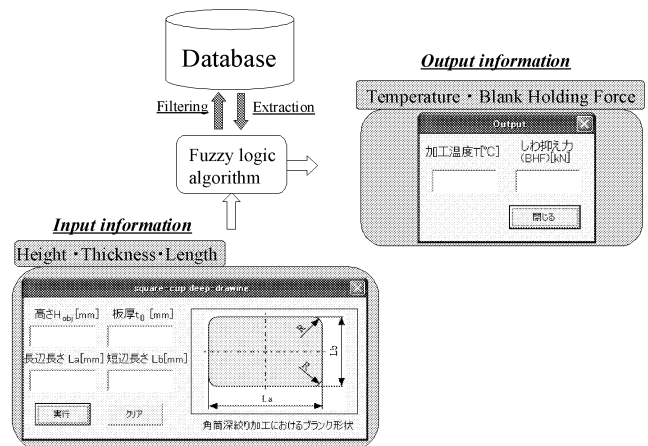 Database
Filtering
Extraction
Fuzzy logic
algorithm
Output information
Temperature・Blank Holding Force
Output
加工温度T[℃]
しわ抑え力
(BHF)[kN]
閉じる
Input information
Height・Thickness・Length
square-cup deep-drawing
高さHobj[mm]
板厚t0 [mm]
長辺長さ La[mm]
短辺長さ Lb[mm]
実行
クリア
R
R
Lb
La
角筒深絞り加工におけるブランク形状